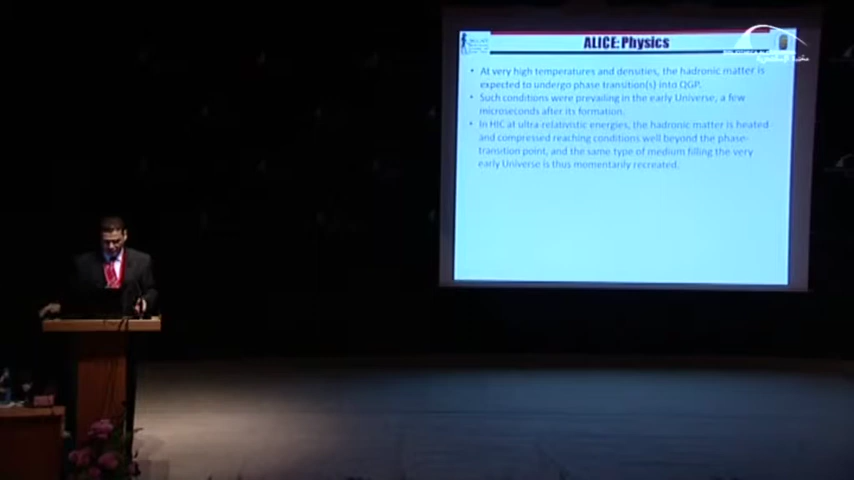 ALICE: Physics
• At very high temperatures and densities, the hadronic matter is
expected to undergo phase transition(s) into QGP.
• Such conditions were prevailing in the early Universe, a few
microseconds after its formation.
• In HIC at ultra-relativistic energies, the hadronic matter is heated
and compressed reaching conditions well beyond the phase-
transition point, and the same type of medium filling the very
early Universe is thus momentarily recreated.